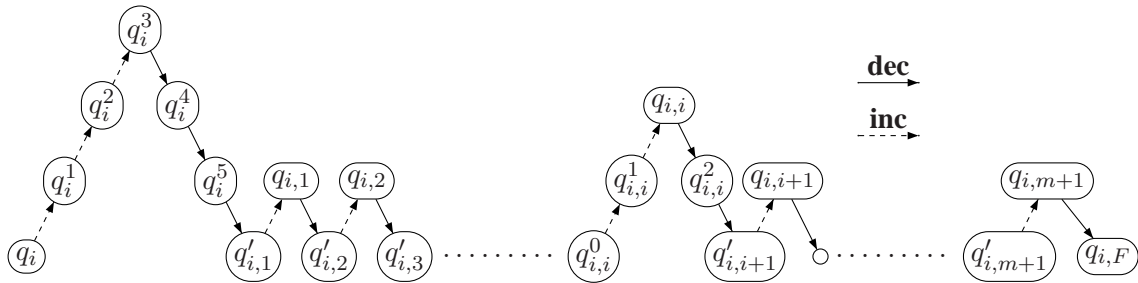 q_i^3
dec
q_i^2 q_i^4 q_{i,i}
inc
q_i^1 q_i^5 q_{i,1} q_{i,2} q_{i,i}^1 q_{i,i}^2 q_{i,i+1} q_{i,m+1}
q_i q'_{i,1} q'_{i,2} q'_{i,3} ········ q_{i,i}^0 q'_{i,i+1} ········ q'_{i,m+1} q_{i,F}